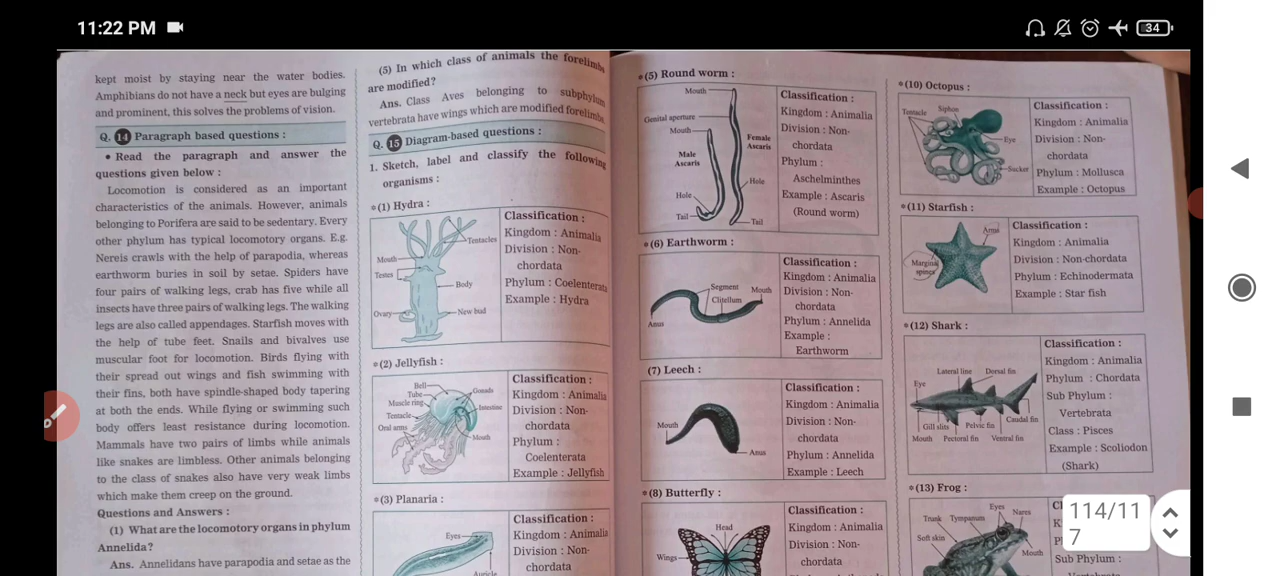 11:22 PM
34
kept moist by staying near the water bodies.
Amphibians do not have a neck but eyes are bulging
and prominent, this solves the problems of vision.
Q. 14 Paragraph based questions :
• Read the paragraph and answer the
questions given below :
Locomotion is considered as an important
characteristics of the animals. However, animals
belonging to Porifera are said to be sedentary. Every
other phylum has typical locomotory organs. E.g.
Nereis crawls with the help of parapodia, whereas
earthworm buries in soil by setae. Spiders have
four pairs of walking legs, crab has five while all
insects have three pairs of walking legs. The walking
legs are also called appendages. Starfish moves with
the help of tube feet. Snails and bivalves use
muscular foot for locomotion. Birds flying with
their spread out wings and fish swimming with
their fins, both have spindle-shaped body tapering
at both the ends. While flying or swimming such
body offers least resistance during locomotion.
Mammals have two pairs of limbs while animals
like snakes are limbless. Other animals belonging
to the class of snakes also have very weak limbs
which make them creep on the ground.
Questions and Answers :
(1) What are the locomotory organs in phylum
Annelida?
Ans. Annelidans have parapodia and setae as the
(5) In which class of animals the forelimbs
are modified?
Ans. Class Aves belonging to subphylum
vertebrata have wings which are modified forelimbs.
Q. 15 Diagram-based questions :
1. Sketch, label and classify the following
organisms :
*(1) Hydra :
Tentacles
Mouth
Testes
Body
Ovary
New bud
Classification :
Kingdom : Animalia
Division : Non-
chordata
Phylum : Coelenterata
Example : Hydra
*(2) Jellyfish :
Bell
Tube
Muscle ring
Tentacle
Oral arms
Gonads
Intestine
Mouth
Classification :
Kingdom : Animalia
Division : Non-
chordata
Phylum :
Coelenterata
Example : Jellyfish
*(3) Planaria :
Eyes
Auricle
Classification :
Kingdom : Animalia
Division : Non-
chordata
*(5) Round worm :
Mouth
Genital aperture
Mouth
Male
Ascaris
Female
Ascaris
Hole
Hole
Tail
Tail
Classification :
Kingdom : Animalia
Division : Non-
chordata
Phylum :
Aschelminthes
Example : Ascaris
(Round worm)
*(6) Earthworm :
Segment
Mouth
Clitellum
Anus
Classification :
Kingdom : Animalia
Division : Non-
chordata
Phylum : Annelida
Example :
Earthworm
(7) Leech :
Mouth
Anus
Classification :
Kingdom : Animalia
Division : Non-
chordata
Phylum : Annelida
Example : Leech
*(8) Butterfly :
Head
Wings
Classification :
Kingdom : Animalia
Division : Non-
chordata
*(10) Octopus :
Tentacle
Siphon
Eye
Sucker
Classification :
Kingdom : Animalia
Division : Non-
chordata
Phylum : Mollusca
Example : Octopus
*(11) Starfish :
Arms
Marginal
spines
Classification :
Kingdom : Animalia
Division : Non-chordata
Phylum : Echinodermata
Example : Star fish
*(12) Shark :
Lateral line
Dorsal fin
Eye
Caudal fin
Gill slits
Pelvic fin
Mouth
Pectoral fin
Ventral fin
Classification :
Kingdom : Animalia
Phylum : Chordata
Sub Phylum :
Vertebrata
Class : Pisces
Example : Scoliodon
(Shark)
*(13) Frog :
Trunk
Tympanum
Eyes
Nares
Soft skin
Mouth
Sub Phylum :
114/11
7